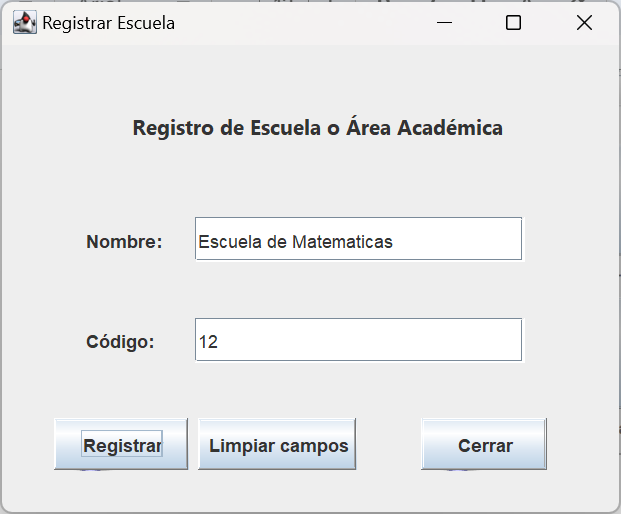 Registrar Escuela
Registro de Escuela o Área Académica
Nombre: Escuela de Matematicas
Código: 12
Registrar Limpiar campos Cerrar